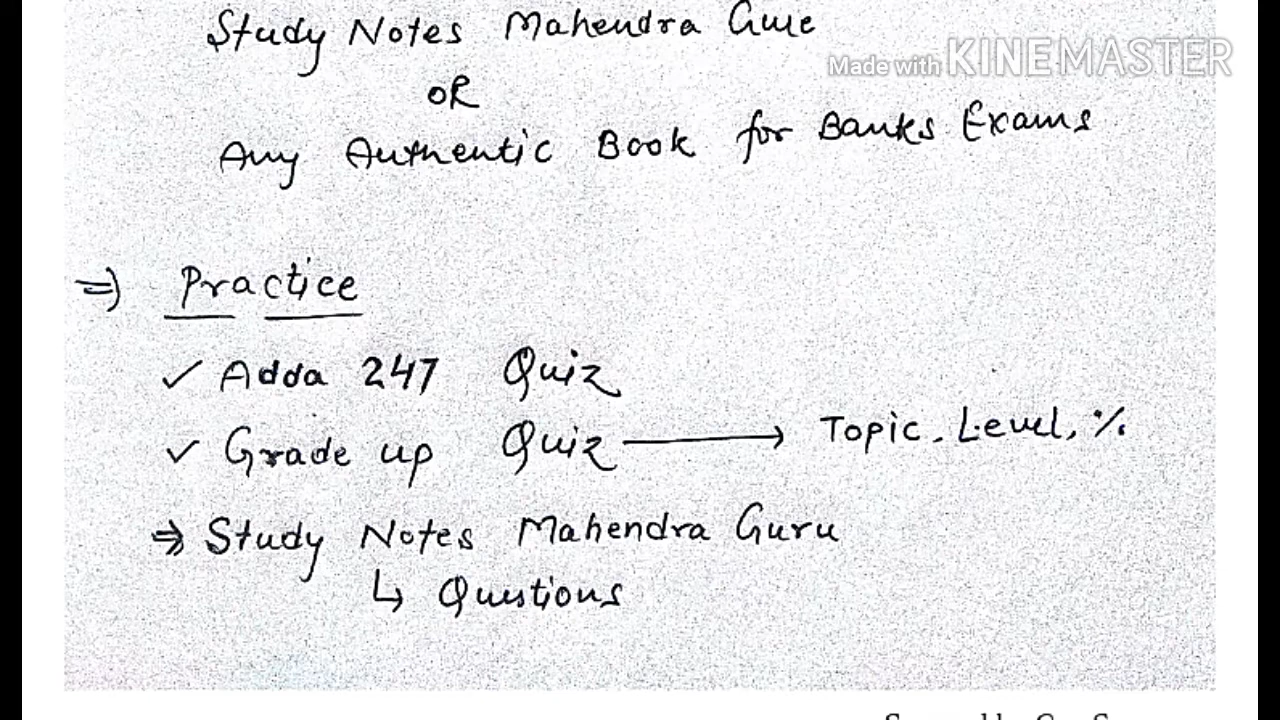 Study Notes Mahendra Gure
Made with KINEMASTER
OR
Any Authentic Book for Banks Exams
⇒ Practice
✓ Adda 247 Quiz
✓ Grade up Quiz → Topic. Level, %
⇒ Study Notes Mahendra Guru
↳ Questions